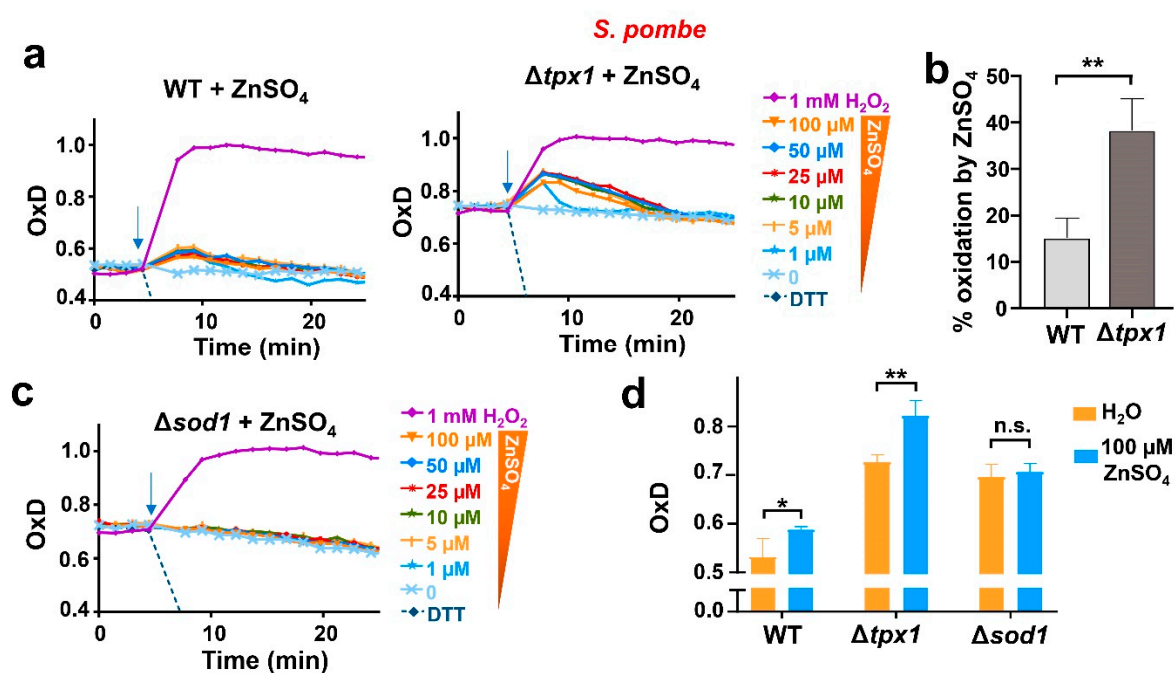 S. pombe
a
WT + ZnSO4
OxD
1.0
0.8
0.6
0.4
0
10
20
Time (min)
Δtpx1 + ZnSO4
OxD
1.0
0.8
0.6
0.4
0
10
20
Time (min)
1 mM H2O2
100 µM
50 µM
25 µM
10 µM
5 µM
1 µM
0
DTT
ZnSO4
b
% oxidation by ZnSO4
50
40
30
20
10
0
**
WT
Δtpx1
c
Δsod1 + ZnSO4
OxD
1.0
0.8
0.6
0.4
0
10
20
Time (min)
1 mM H2O2
100 µM
50 µM
25 µM
10 µM
5 µM
1 µM
0
DTT
ZnSO4
d
OxD
0.8
0.7
0.6
0.5
0.0
*
**
n.s.
WT
Δtpx1
Δsod1
H2O
100 µM
ZnSO4